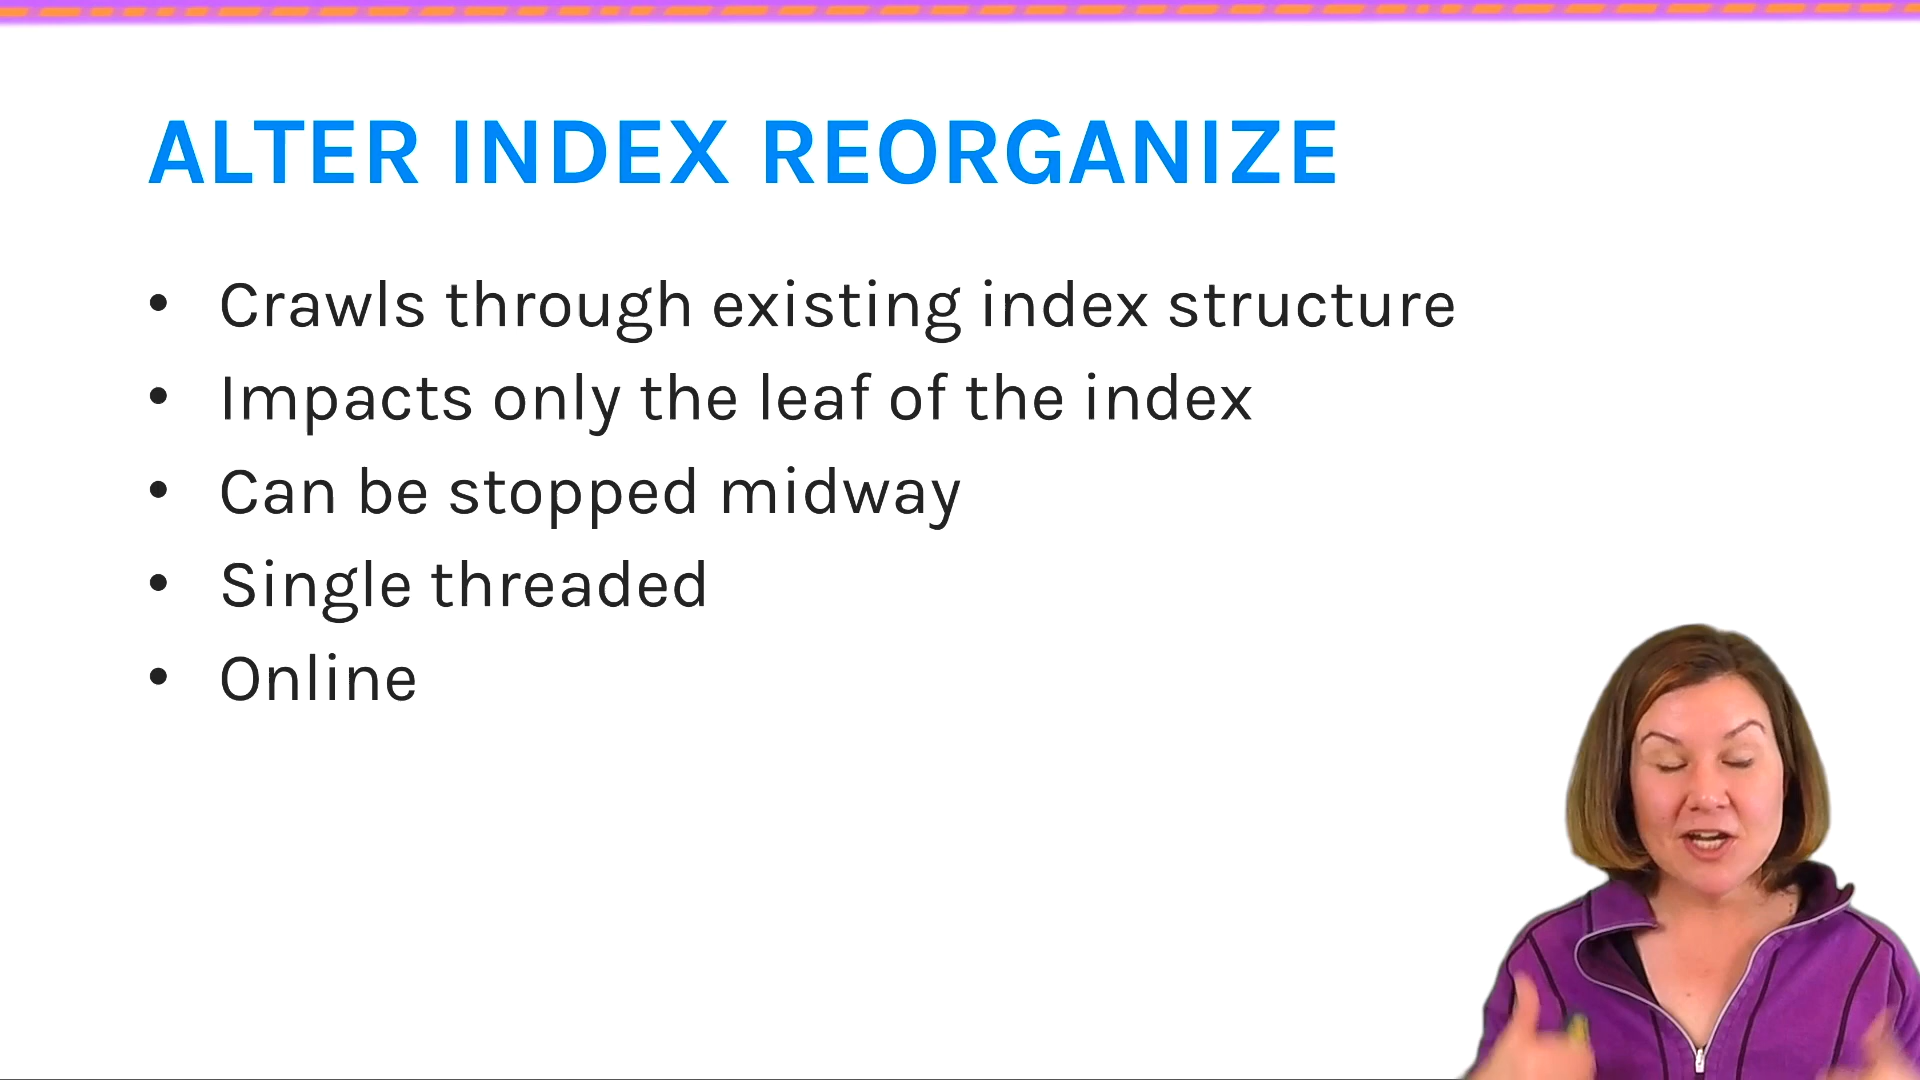 ALTER INDEX REORGANIZE
• Crawls through existing index structure
• Impacts only the leaf of the index
• Can be stopped midway
• Single threaded
• Online